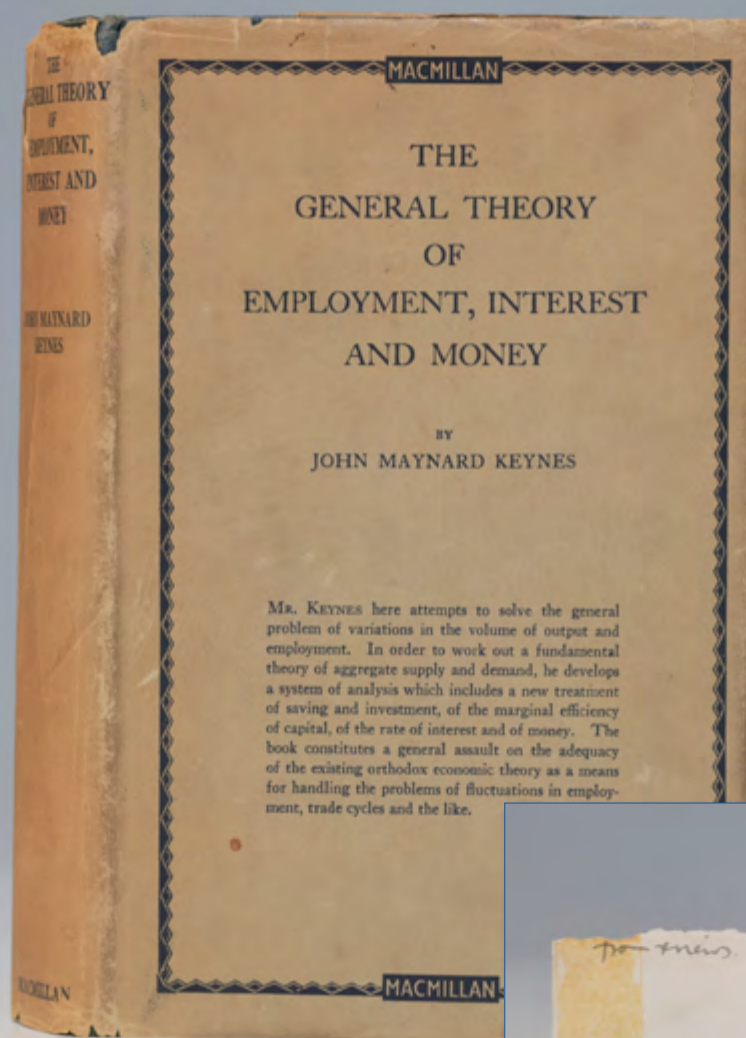 THE
GENERAL THEORY
OF
EMPLOYMENT,
INTEREST AND
MONEY
JOHN MAYNARD
KEYNES
MACMILLAN
MACMILLAN
THE
GENERAL THEORY
OF
EMPLOYMENT, INTEREST
AND MONEY
BY
JOHN MAYNARD KEYNES
MR. KEYNES here attempts to solve the general
problem of variations in the volume of output and
employment. In order to work out a fundamental
theory of aggregate supply and demand, he develops
a system of analysis which includes a new treatment
of saving and investment, of the marginal efficiency
of capital, of the rate of interest and of money. The
book constitutes a general assault on the adequacy
of the existing orthodox economic theory as a means
for handling the problems of fluctuations in employ-
ment, trade cycles and the like.
MACMILLAN